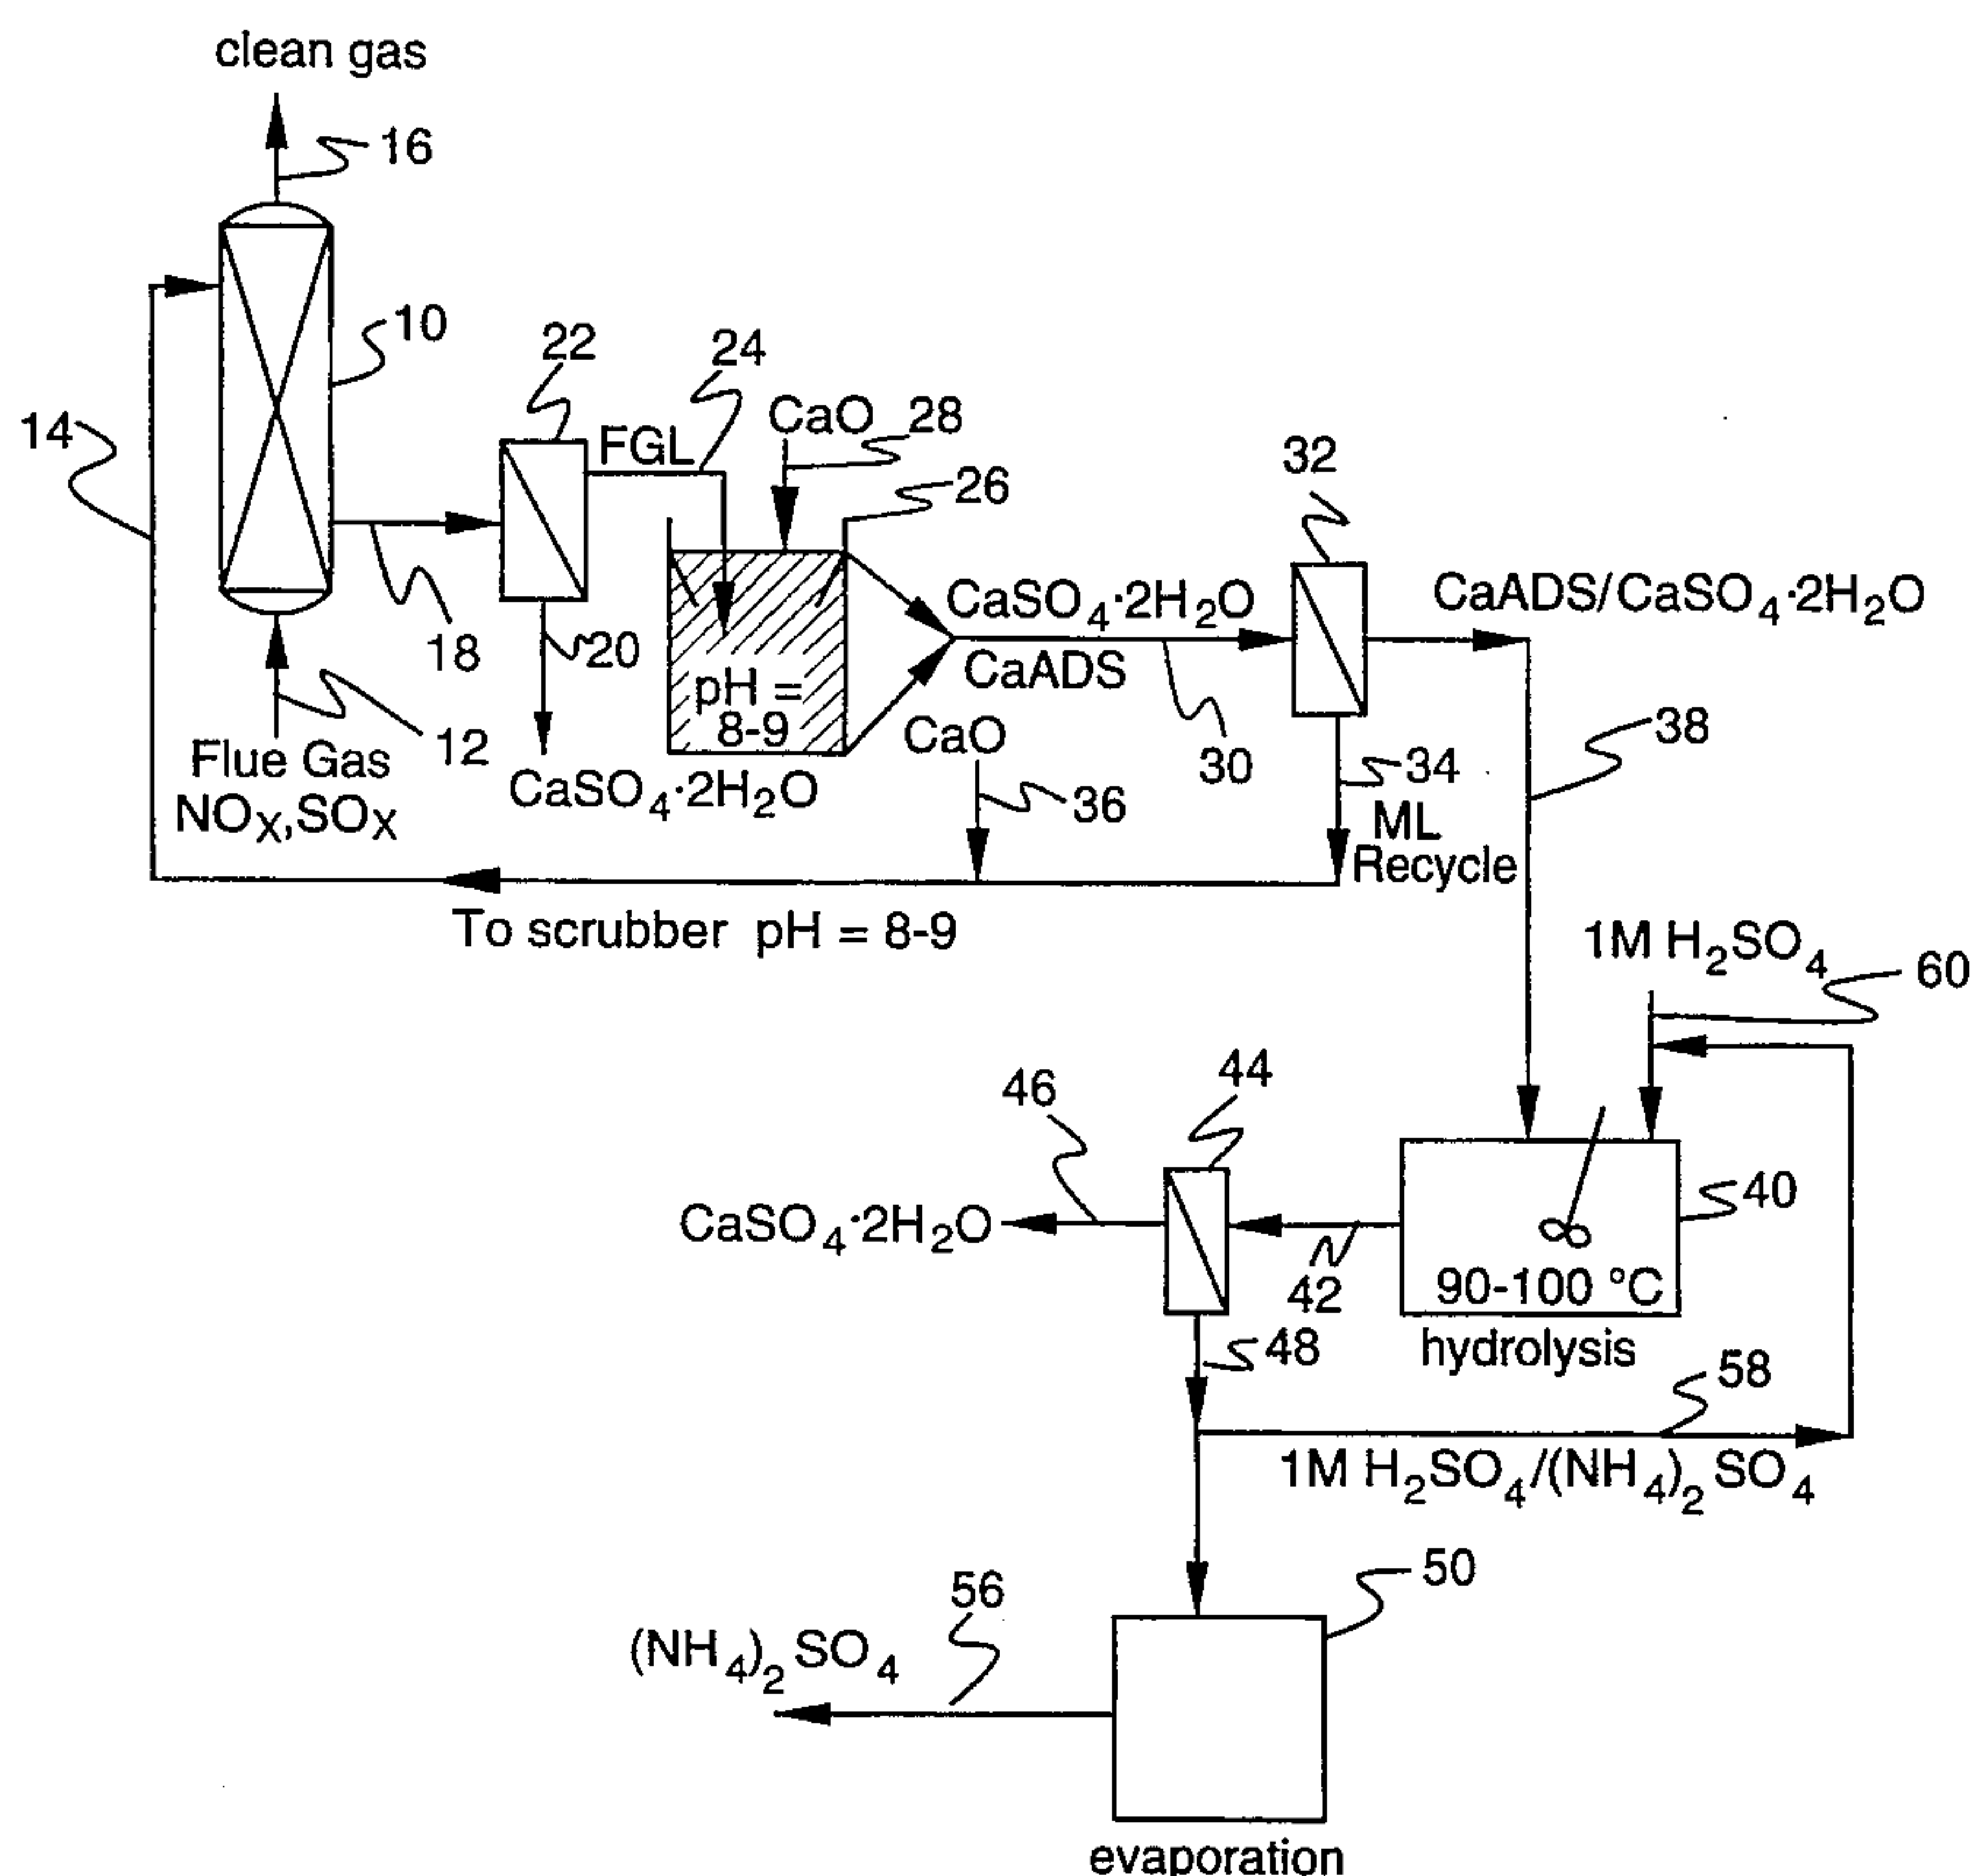 clean gas
16
10
14
22
24
FGL
CaO
28
26
32
CaSO4·2H2O
CaADS
CaADS/CaSO4·2H2O
18
20
pH =
8-9
CaO
30
34
38
12
Flue Gas
NOX,SOX
CaSO4·2H2O
36
ML
Recycle
To scrubber pH = 8-9
1M H2SO4
60
44
46
40
CaSO4·2H2O
42
90-100 °C
hydrolysis
48
58
1M H2SO4/(NH4)2 SO4
50
56
(NH4)2 SO4
evaporation